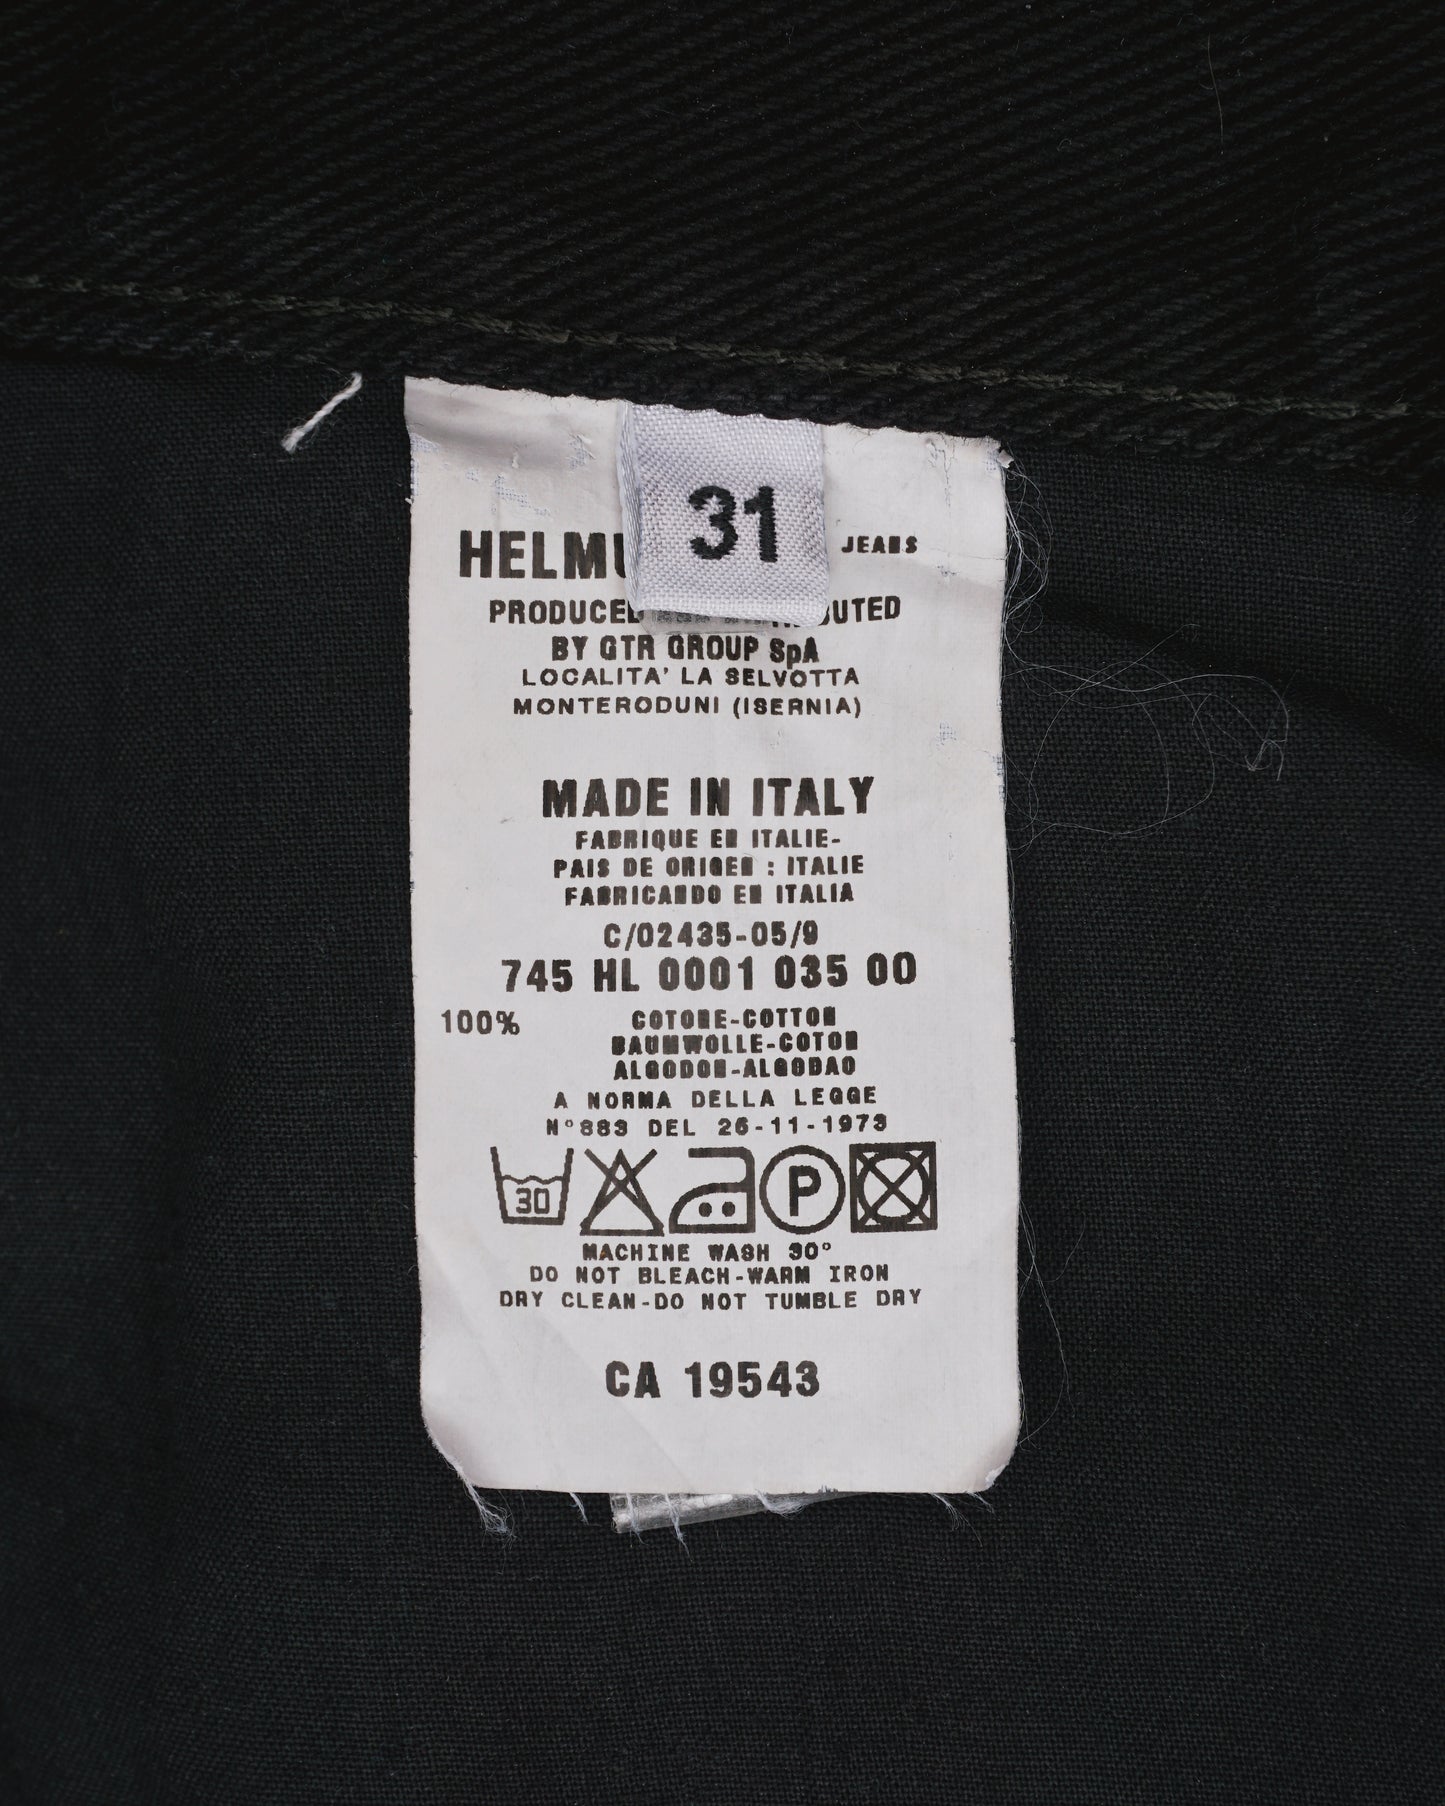 31
HELMU JEANS
PRODUCED BUTED
BY GTR GROUP SpA
LOCALITA' LA SELVOTTA
MONTERODUNI (ISERNIA)
MADE IN ITALY
FABRIQUE EN ITALIE-
PAIS DE ORIGEN : ITALIE
FABRICANDO EN ITALIA
C/02435-05/9
745 HL 0001 035 00
100% COTONE-COTTON
BAUMWOLLE-COTON
ALGODON-ALGODAO
A NORMA DELLA LEGGE
N°883 DEL 26-11-1973
30 P
MACHINE WASH 30°
DO NOT BLEACH-WARM IRON
DRY CLEAN-DO NOT TUMBLE DRY
CA 19543